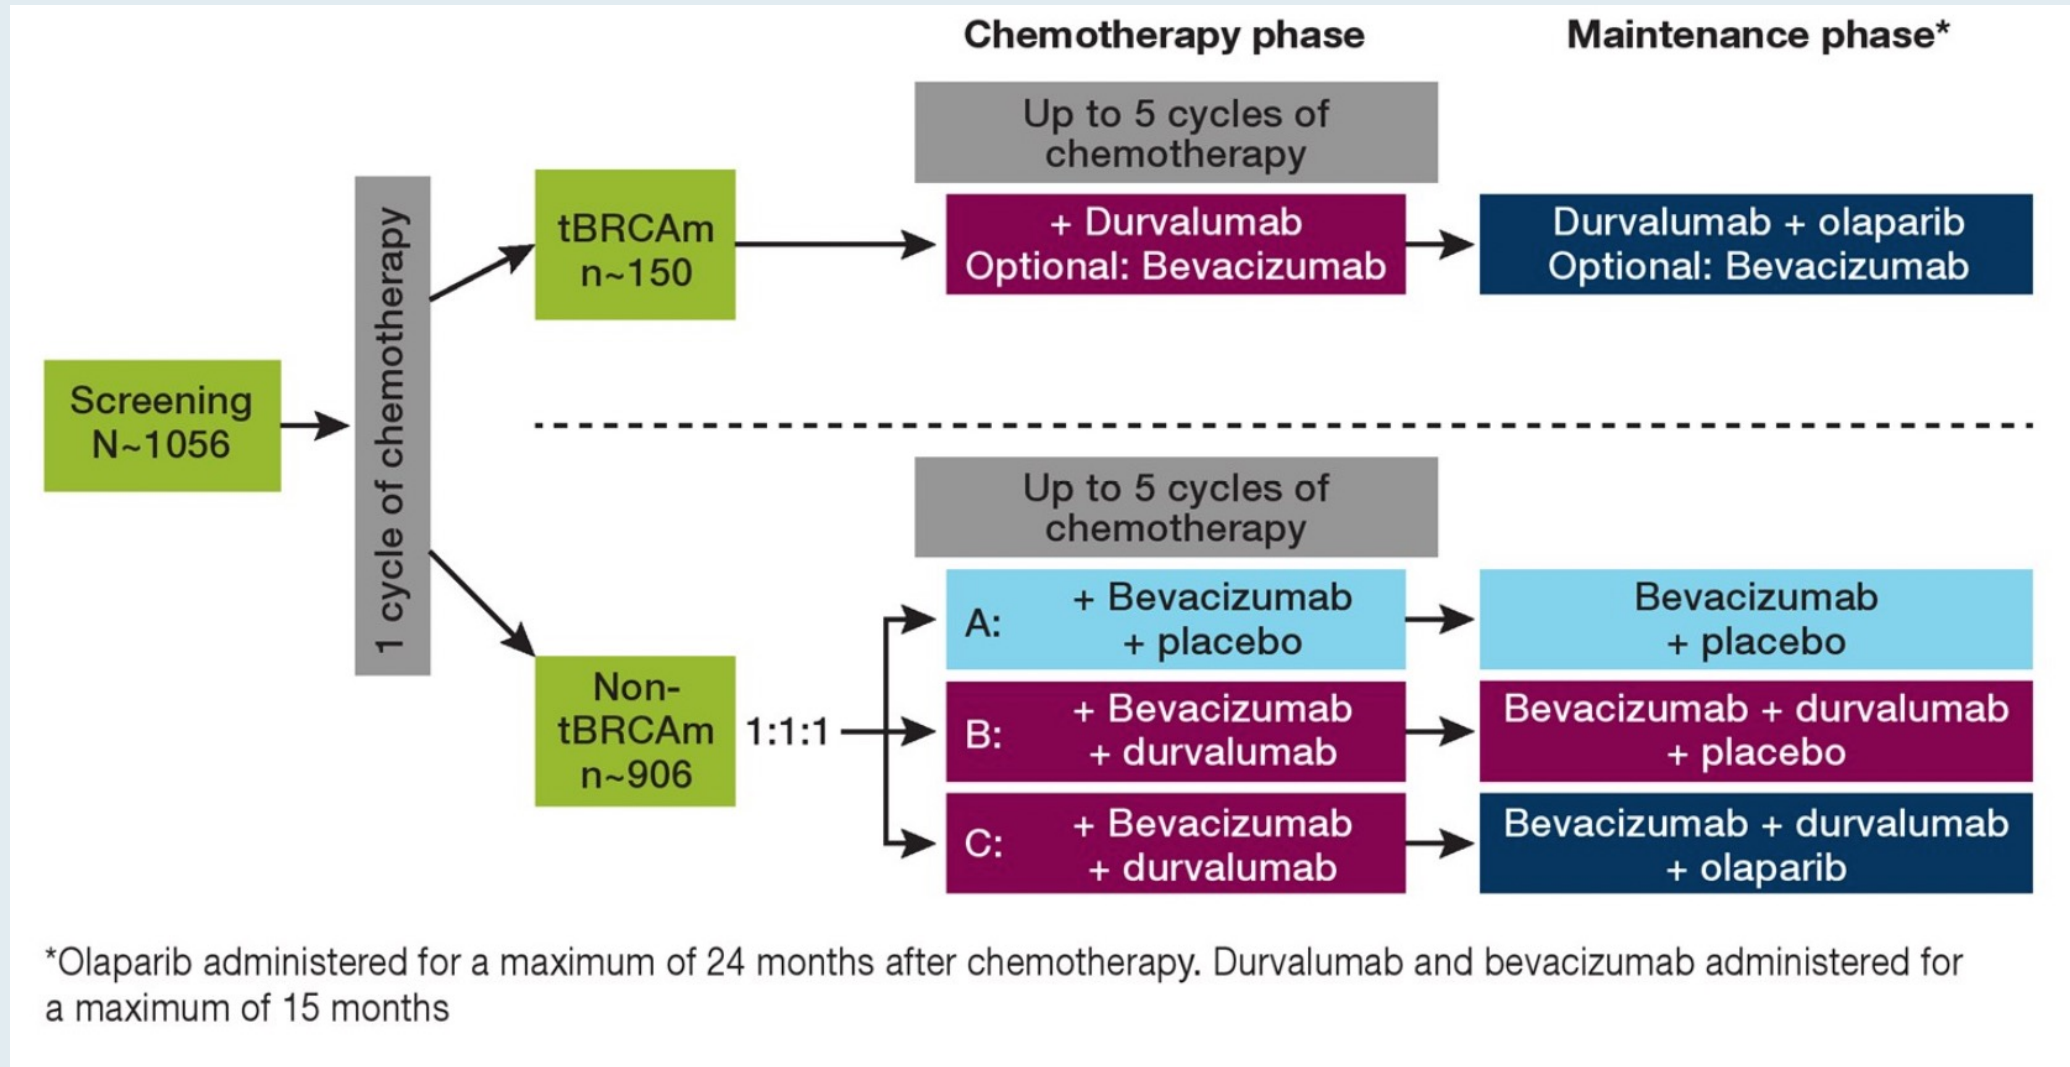 Chemotherapy phase
Maintenance phase*
Screening
N~1056
1 cycle of chemotherapy
tBRCAm
n~150
Up to 5 cycles of
chemotherapy
+ Durvalumab
Optional: Bevacizumab
Durvalumab + olaparib
Optional: Bevacizumab
Non-
tBRCAm
n~906
1:1:1
Up to 5 cycles of
chemotherapy
A:
+ Bevacizumab
+ placebo
Bevacizumab
+ placebo
B:
+ Bevacizumab
+ durvalumab
Bevacizumab + durvalumab
+ placebo
C:
+ Bevacizumab
+ durvalumab
Bevacizumab + durvalumab
+ olaparib
*Olaparib administered for a maximum of 24 months after chemotherapy. Durvalumab and bevacizumab administered for
a maximum of 15 months